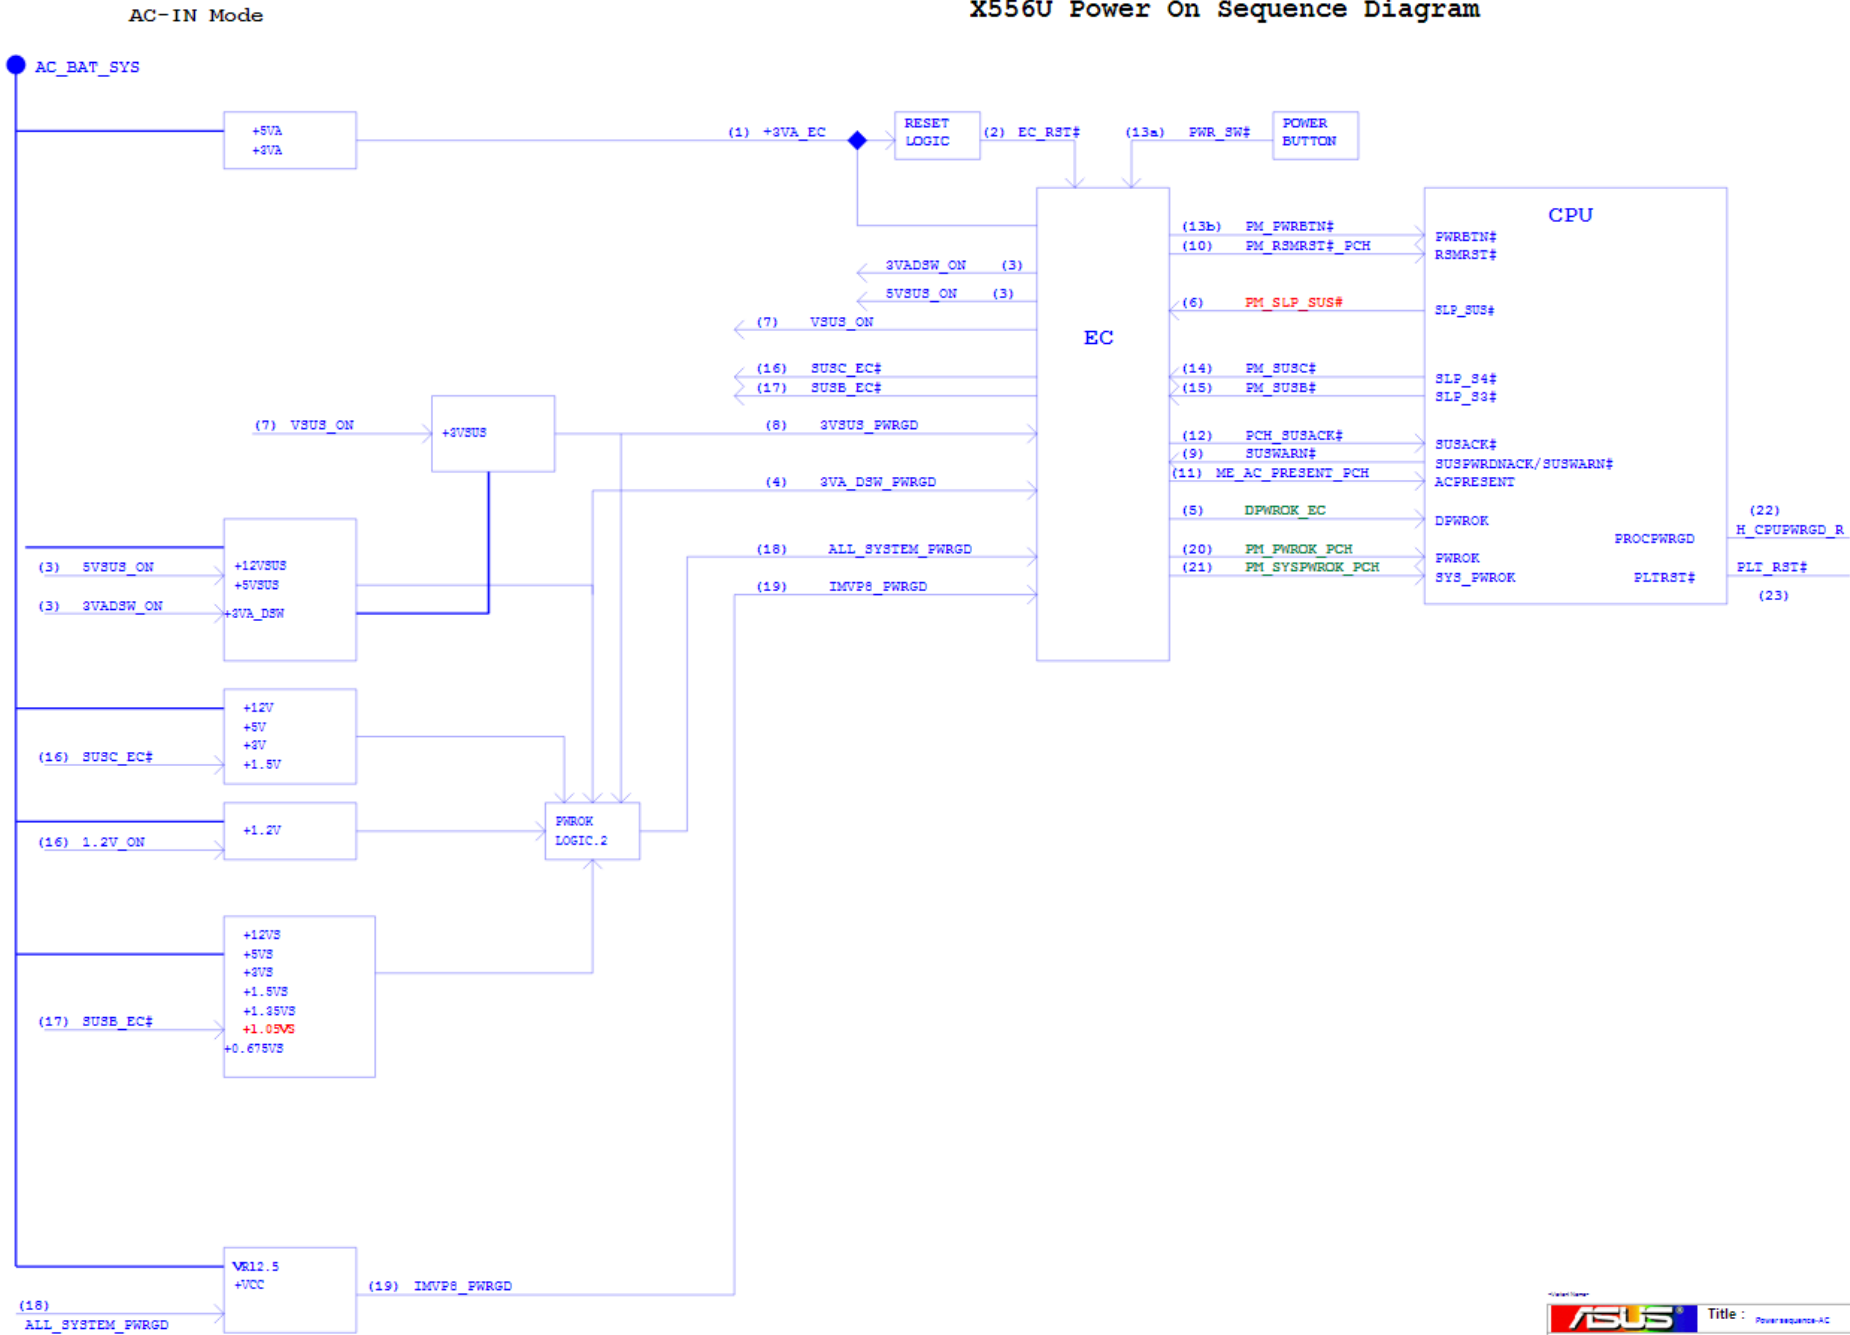 AC-IN Mode
X556U Power On Sequence Diagram
AC_BAT_SYS
+5VA
+3VA
(1) +3VA_EC
RESET
LOGIC
(2) EC_RST#
(13a) PWR_SW#
POWER
BUTTON
CPU
(13b) PM_PWRBTN#
PWRBTN#
(10) PM_RSMRST#_PCH
RSMRST#
3VADSW_ON (3)
5VSUS_ON (3)
(6) PM_SLP_SUS#
SLP_SUS#
(7) VSUS_ON
EC
(16) SUSC_EC#
(17) SUSB_EC#
(14) PM_SUSC#
SLP_S4#
(15) PM_SUSB#
SLP_S3#
(7) VSUS_ON
+3VSUS
(8) 3VSUS_PWRGD
(12) PCH_SUSACK#
SUSACK#
(9) SUSWARN#
SUSPWRDNACK/SUSWARN#
(11) ME_AC_PRESENT_PCH
ACPRESENT
(4) 3VA_DSW_PWRGD
(5) DPWROK_EC
DPWROK
(22)
H_CPUPWRGD_R
PROCPWRGD
(18) ALL_SYSTEM_PWRGD
(20) PM_PWROK_PCH
PWROK
(21) PM_SYSPWROK_PCH
SYS_PWROK
PLTRST#
PLT_RST#
(23)
(19) IMVP8_PWRGD
+12VSUS
+5VSUS
+3VA_DSW
(3) 5VSUS_ON
(3) 3VADSW_ON
+12V
+5V
+3V
+1.5V
(16) SUSC_EC#
+1.2V
(16) 1.2V_ON
PWROK
LOGIC.2
+12VS
+5VS
+3VS
+1.5VS
+1.35VS
+1.05VS
+0.675VS
(17) SUSB_EC#
VR12.5
+VCC
(19) IMVP8_PWRGD
(18)
ALL_SYSTEM_PWRGD
<Variant Name>
ASUS
Title : Power sequence-AC